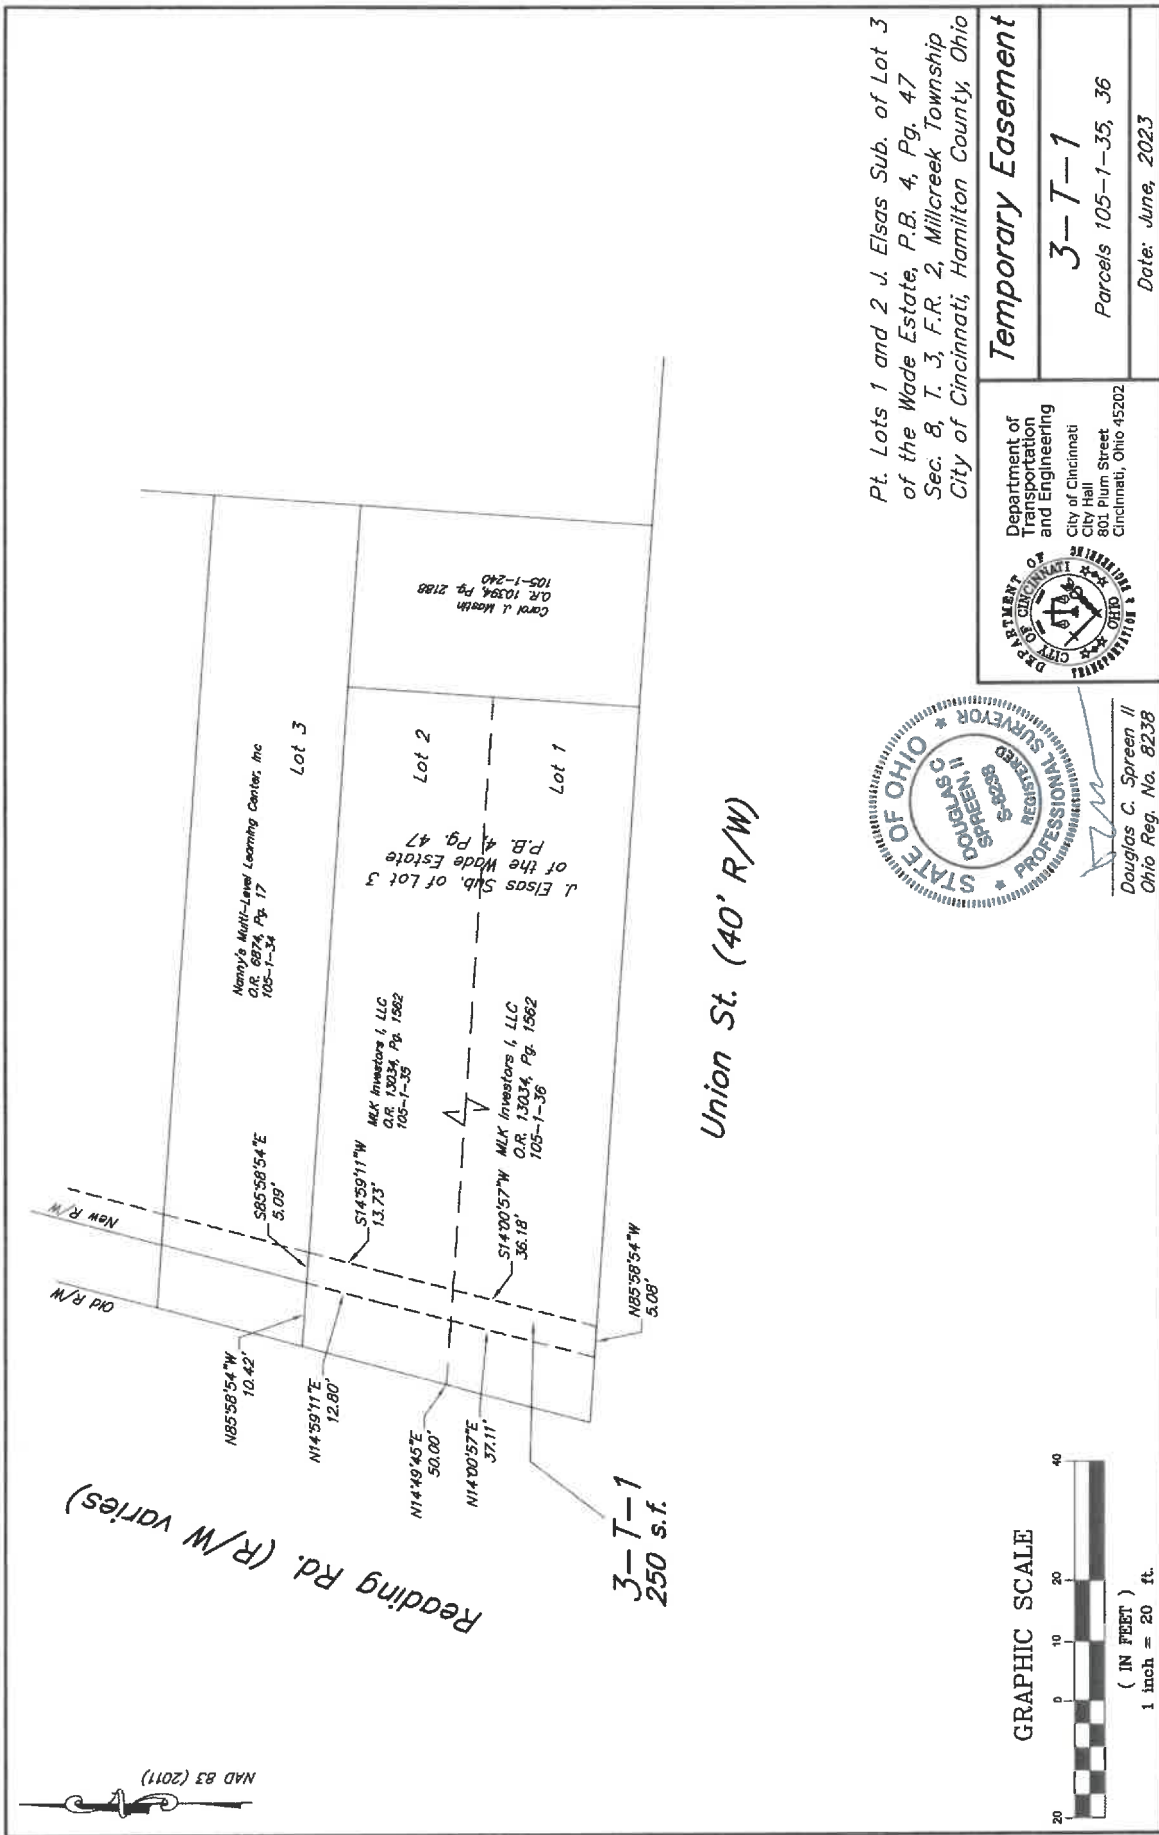 NAD 83 (2011)
Reading Rd. (R/W varies)
Old R/W
New R/W
N85°58'54"W
10.42'
S85°58'54"E
5.09'
N14°59'11"E
12.80'
S14°59'11"W
13.73'
N14°49'45"E
50.00'
N14°00'57"E
37.11'
S14°00'57"W
36.18'
N85°58'54"W
5.08'
3-T-1
250 s.f.
Nanny's Multi-Level Learning Center, Inc
O.R. 6874, Pg. 17
105-1-34
Lot 3
MLK Investors I, LLC
O.R. 13034, Pg. 1562
105-1-35
MLK Investors I, LLC
O.R. 13034, Pg. 1562
105-1-36
J. Elsas Sub. of Lot 3
of the Wade Estate
P.B. 4, Pg. 47
Lot 2
Lot 1
Carol J. Mastin
O.R. 10394, Pg. 2188
105-1-240
Union St. (40' R/W)
GRAPHIC SCALE
20 0 10 20 40
( IN FEET )
1 inch = 20 ft.
STATE OF OHIO
DOUGLAS C
SPREEN, II
S-8238
REGISTERED
PROFESSIONAL SURVEYOR
Douglas C. Spreen II
Ohio Reg. No. 8238
Pt. Lots 1 and 2 J. Elsas Sub. of Lot 3
of the Wade Estate, P.B. 4, Pg. 47
Sec. 8, T. 3, F.R. 2, Millcreek Township
City of Cincinnati, Hamilton County, Ohio
DEPARTMENT OF
TRANSPORTATION & ENGINEERING
CITY OF CINCINNATI
OHIO
Department of
Transportation
and Engineering
City of Cincinnati
City Hall
801 Plum Street
Cincinnati, Ohio 45202
Temporary Easement
3-T-1
Parcels 105-1-35, 36
Date: June, 2023